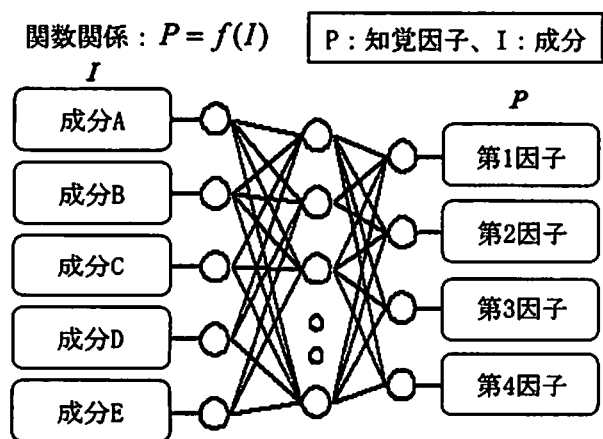 関数関係：P = f(I)
P：知覚因子、I：成分
I
P
成分A
成分B
成分C
成分D
成分E
第1因子
第2因子
第3因子
第4因子